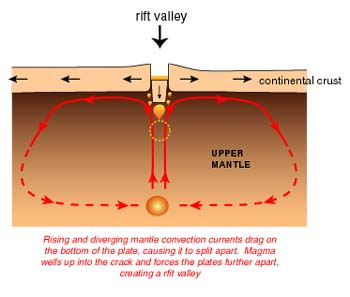 rift valley
continental crust
UPPER
MANTLE
Rising and diverging mantle convection currents drag on
the bottom of the plate, causing it to split apart. Magma
wells up into the crack and forces the plates further apart,
creating a rfit valley